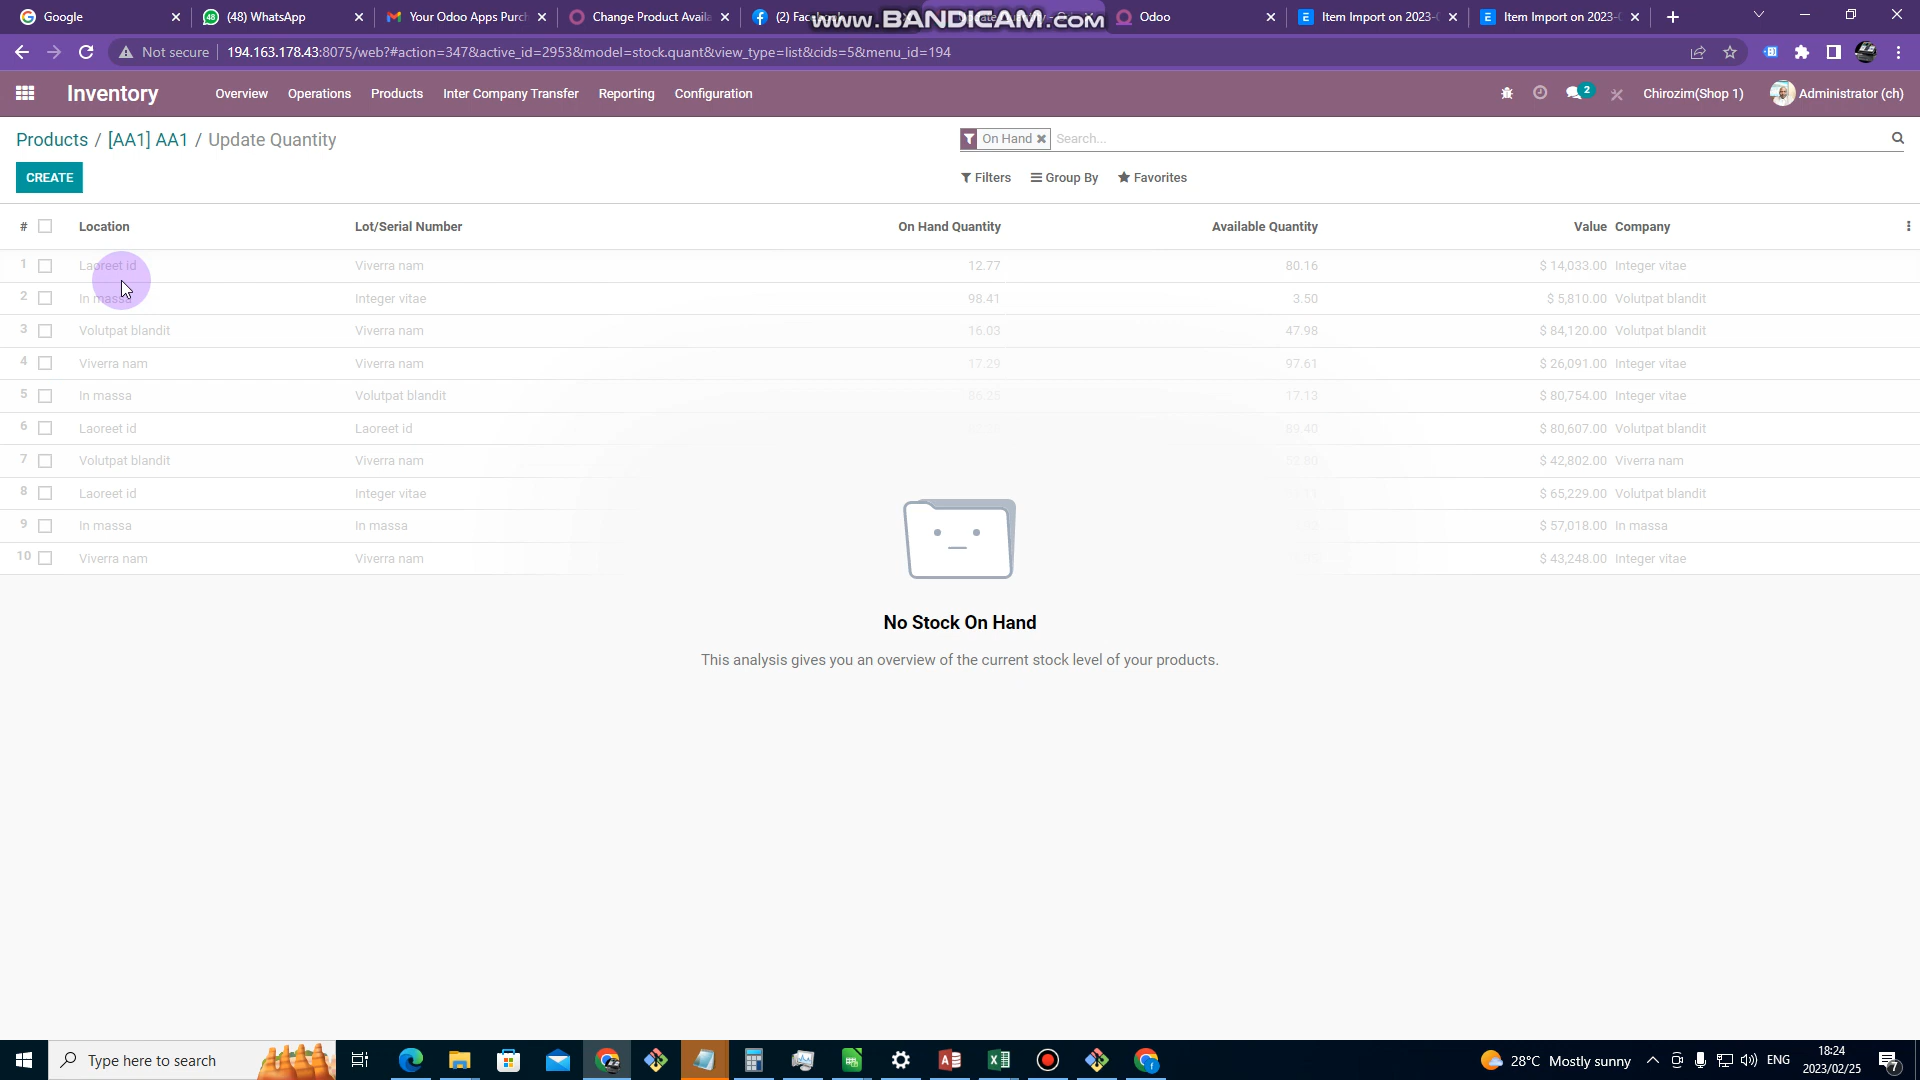 Google
(48) WhatsApp
Your Odoo Apps Purch
Change Product Availa
(2) Fac
www.BANDICAM.com
Odoo
Item Import on 2023-
Item Import on 2023-
Not secure
194.163.178.43:8075/web?#action=347&active_id=2953&model=stock.quant&view_type=list&cids=5&menu_id=194
Inventory
Overview
Operations
Products
Inter Company Transfer
Reporting
Configuration
2
Chirozim(Shop 1)
Administrator (ch)
Products / [AA1] AA1 / Update Quantity
On Hand
Search...
CREATE
Filters
Group By
Favorites
# Location Lot/Serial Number On Hand Quantity Available Quantity Value Company
1 Laoreet id Viverra nam 12.77 80.16 $ 14,033.00 Integer vitae
2 In massa Integer vitae 98.41 3.50 $ 5,810.00 Volutpat blandit
3 Volutpat blandit Viverra nam 16.03 47.98 $ 84,120.00 Volutpat blandit
4 Viverra nam Viverra nam 17.29 97.61 $ 26,091.00 Integer vitae
5 In massa Volutpat blandit 86.25 17.13 $ 80,754.00 Integer vitae
6 Laoreet id Laoreet id 89.40 $ 80,607.00 Volutpat blandit
7 Volutpat blandit Viverra nam $ 42,802.00 Viverra nam
8 Laoreet id Integer vitae $ 65,229.00 Volutpat blandit
9 In massa In massa $ 57,018.00 In massa
10 Viverra nam Viverra nam $ 43,248.00 Integer vitae
No Stock On Hand
This analysis gives you an overview of the current stock level of your products.
Type here to search
28°C Mostly sunny
ENG
18:24
2023/02/25
7